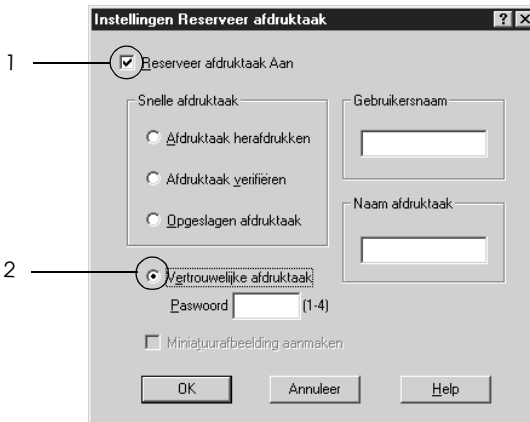 Instellingen Reserveer afdruktaak
1
Reserveer afdruktaak Aan
Snelle afdruktaak
Afdruktaak herafdrukken
Afdruktaak verifiëren
Opgeslagen afdruktaak
Gebruikersnaam
Naam afdruktaak
2
Vertrouwelijke afdruktaak
Paswoord (1-4)
Miniatuurafbeelding aanmaken
OK Annuleer Help